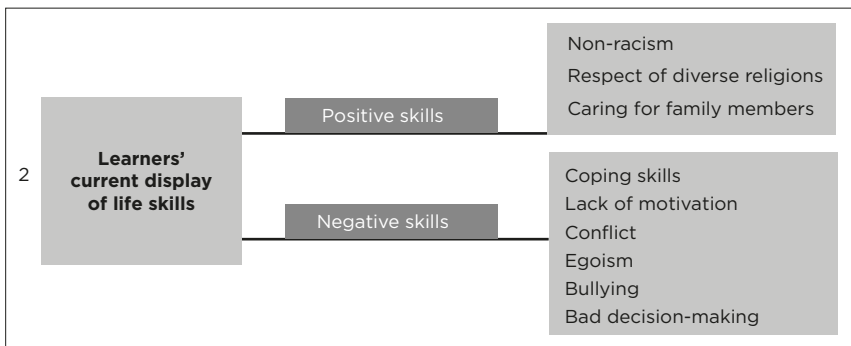 2
Learners’
current display
of life skills
Positive skills
Non-racism
Respect of diverse religions
Caring for family members
Negative skills
Coping skills
Lack of motivation
Conflict
Egoism
Bullying
Bad decision-making